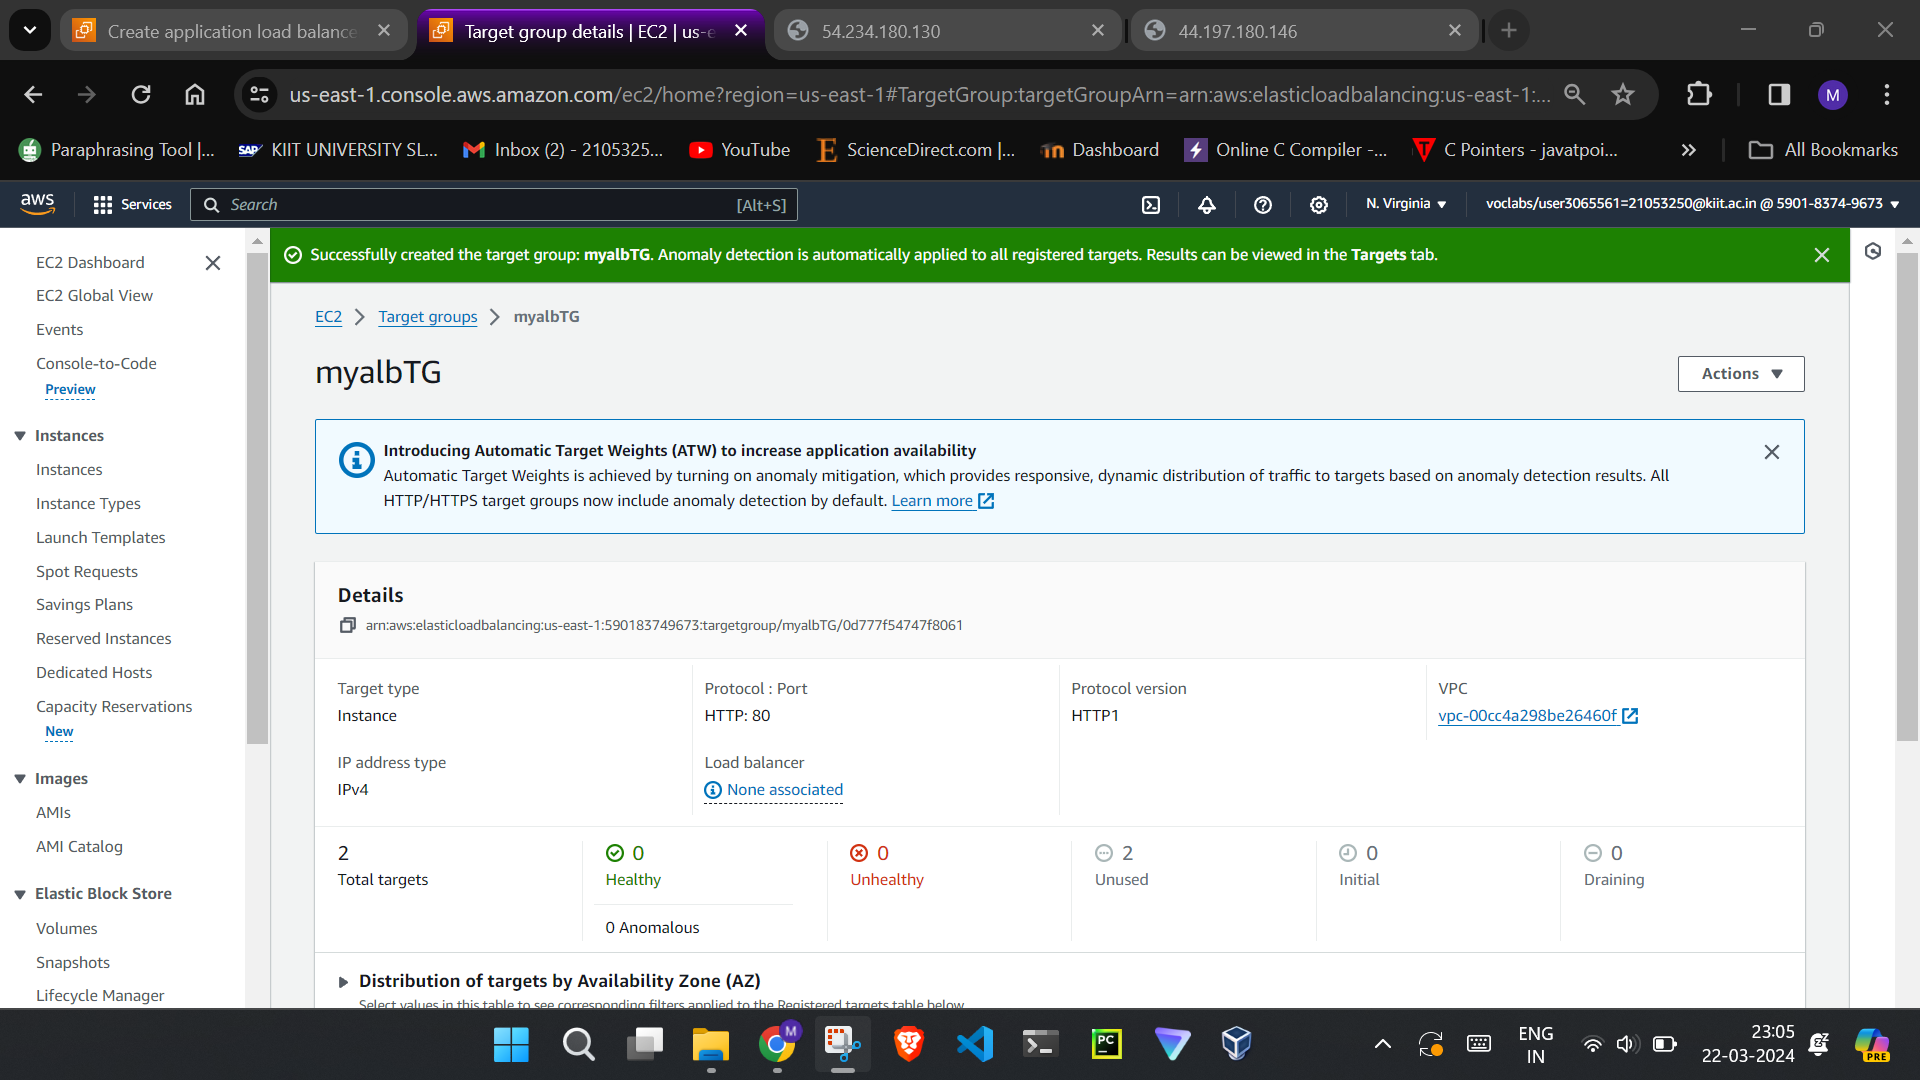 Create application load balance
Target group details | EC2 | us-e
54.234.180.130
44.197.180.146
us-east-1.console.aws.amazon.com/ec2/home?region=us-east-1#TargetGroup:targetGroupArn=arn:aws:elasticloadbalancing:us-east-1:...
M
Paraphrasing Tool |...
SAP
KIIT UNIVERSITY SL...
Inbox (2) - 2105325...
YouTube
ScienceDirect.com |...
Dashboard
Online C Compiler -...
C Pointers - javatpoi...
All Bookmarks
aws
Services
Search
[Alt+S]
N. Virginia
voclabs/user3065561=21053250@kiit.ac.in @ 5901-8374-9673
EC2 Dashboard
EC2 Global View
Events
Console-to-Code
Preview
Instances
Instances
Instance Types
Launch Templates
Spot Requests
Savings Plans
Reserved Instances
Dedicated Hosts
Capacity Reservations
New
Images
AMIs
AMI Catalog
Elastic Block Store
Volumes
Snapshots
Lifecycle Manager
Successfully created the target group: myalbTG. Anomaly detection is automatically applied to all registered targets. Results can be viewed in the Targets tab.
EC2
Target groups
myalbTG
myalbTG
Actions
Introducing Automatic Target Weights (ATW) to increase application availability
Automatic Target Weights is achieved by turning on anomaly mitigation, which provides responsive, dynamic distribution of traffic to targets based on anomaly detection results. All
HTTP/HTTPS target groups now include anomaly detection by default. Learn more
Details
arn:aws:elasticloadbalancing:us-east-1:590183749673:targetgroup/myalbTG/0d777f54747f8061
Target type
Instance
Protocol : Port
HTTP: 80
Protocol version
HTTP1
VPC
vpc-00cc4a298be26460f
IP address type
IPv4
Load balancer
None associated
2
Total targets
0
Healthy
0 Anomalous
0
Unhealthy
2
Unused
0
Initial
0
Draining
Distribution of targets by Availability Zone (AZ)
Select values in this table to see corresponding filters applied to the Registered targets table below.
M
PC
ENG
IN
23:05
22-03-2024
PRE